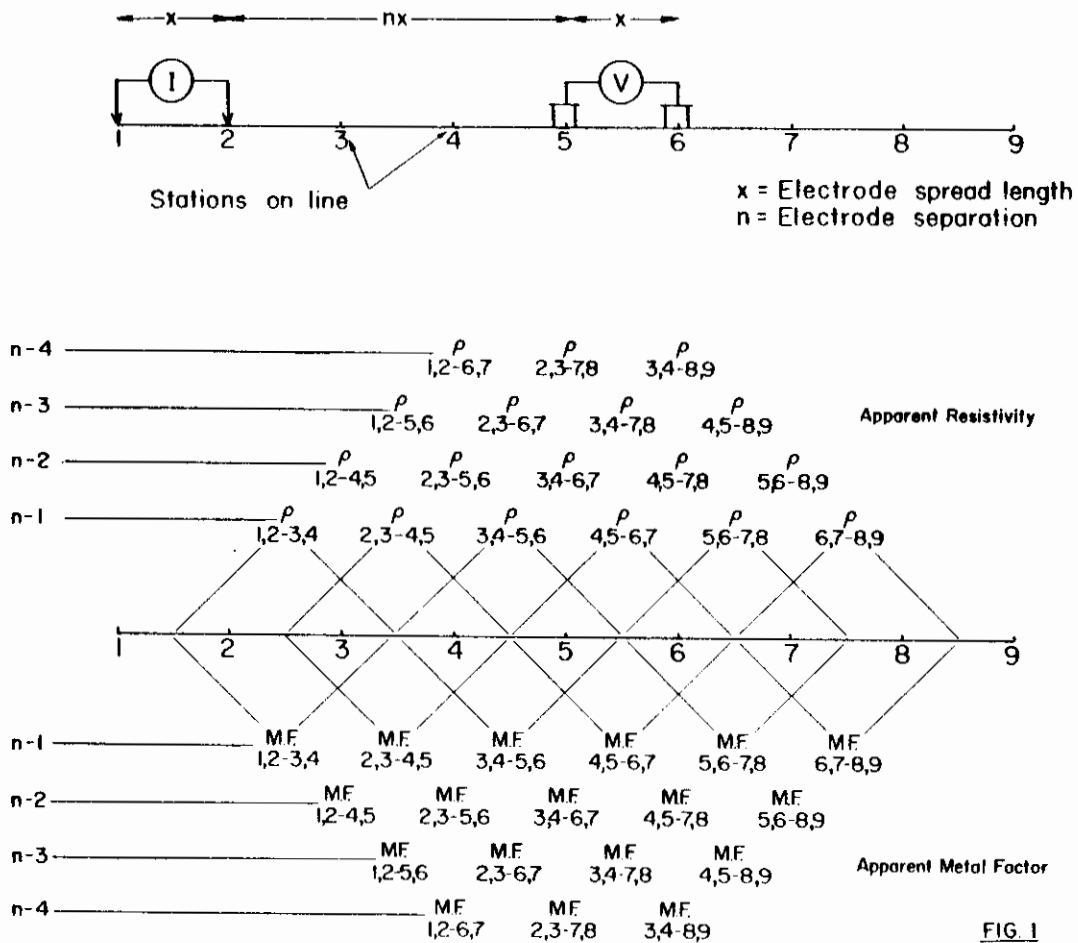 x nx x
I V
1 2 3 4 5 6 7 8 9
Stations on line
x = Electrode spread length
n = Electrode separation
n-4 ρ ρ ρ
1,2-6,7 2,3-7,8 3,4-8,9
n-3 ρ ρ ρ ρ Apparent Resistivity
1,2-5,6 2,3-6,7 3,4-7,8 4,5-8,9
n-2 ρ ρ ρ ρ ρ
1,2-4,5 2,3-5,6 3,4-6,7 4,5-7,8 5,6-8,9
n-1 ρ ρ ρ ρ ρ ρ
1,2-3,4 2,3-4,5 3,4-5,6 4,5-6,7 5,6-7,8 6,7-8,9
1 2 3 4 5 6 7 8 9
n-1 M.F. M.F. M.F. M.F. M.F. M.F.
1,2-3,4 2,3-4,5 3,4-5,6 4,5-6,7 5,6-7,8 6,7-8,9
n-2 M.F. M.F. M.F. M.F. M.F.
1,2-4,5 2,3-5,6 3,4-6,7 4,5-7,8 5,6-8,9
n-3 M.F. M.F. M.F. M.F. Apparent Metal Factor
1,2-5,6 2,3-6,7 3,4-7,8 4,5-8,9
n-4 M.F. M.F. M.F.
1,2-6,7 2,3-7,8 3,4-8,9
FIG. 1